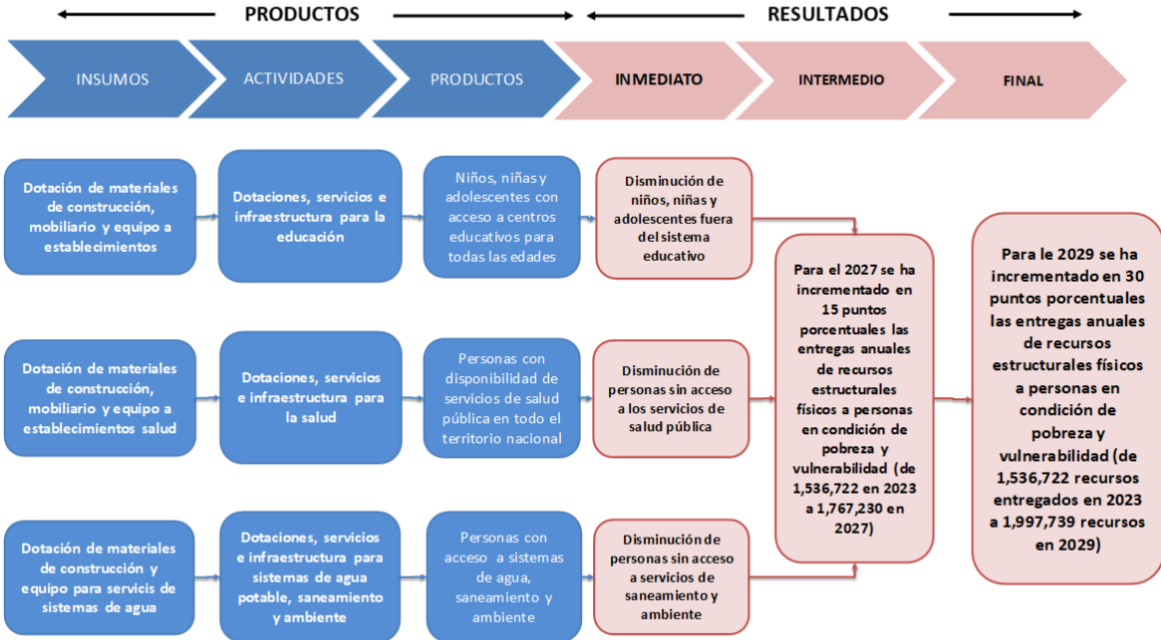 PRODUCTOS
RESULTADOS
INSUMOS
ACTIVIDADES
PRODUCTOS
INMEDIATO
INTERMEDIO
FINAL
Dotación de materiales
de construcción,
mobiliario y equipo a
establecimientos
Dotaciones, servicios e
infraestructura para la
educación
Niños, niñas y
adolescentes con
acceso a centros
educativos para
todas las edades
Disminución de
niños, niñas y
adolescentes fuera
del sistema
educativo
Dotación de materiales
de construcción,
mobiliario y equipo a
establecimientos salud
Dotaciones, servicios
e infraestructura para
la salud
Personas con
disponibilidad de
servicios de salud
pública en todo el
territorio nacional
Disminución de
personas sin acceso
a los servicios de
salud pública
Dotación de materiales
de construcción y
equipo para servicis de
sistemas de agua
Dotaciones, servicios
e infraestructura para
sistemas de agua
potable, saneamiento
y ambiente
Personas con
acceso a sistemas
de agua,
saneamiento y
ambiente
Disminución de
personas sin acceso
a servicios de
saneamiento y
ambiente
Para el 2027 se ha
incrementado en
15 puntos
porcentuales las
entregas anuales
de recursos
estructurales
físicos a personas
en condición de
pobreza y
vulnerabilidad (de
1,536,722 en 2023
a 1,767,230 en
2027)
Para le 2029 se ha
incrementado en 30
puntos porcentuales
las entregas anuales
de recursos
estructurales físicos
a personas en
condición de
pobreza y
vulnerabilidad (de
1,536,722 recursos
entregados en 2023
a 1,997,739 recursos
en 2029)